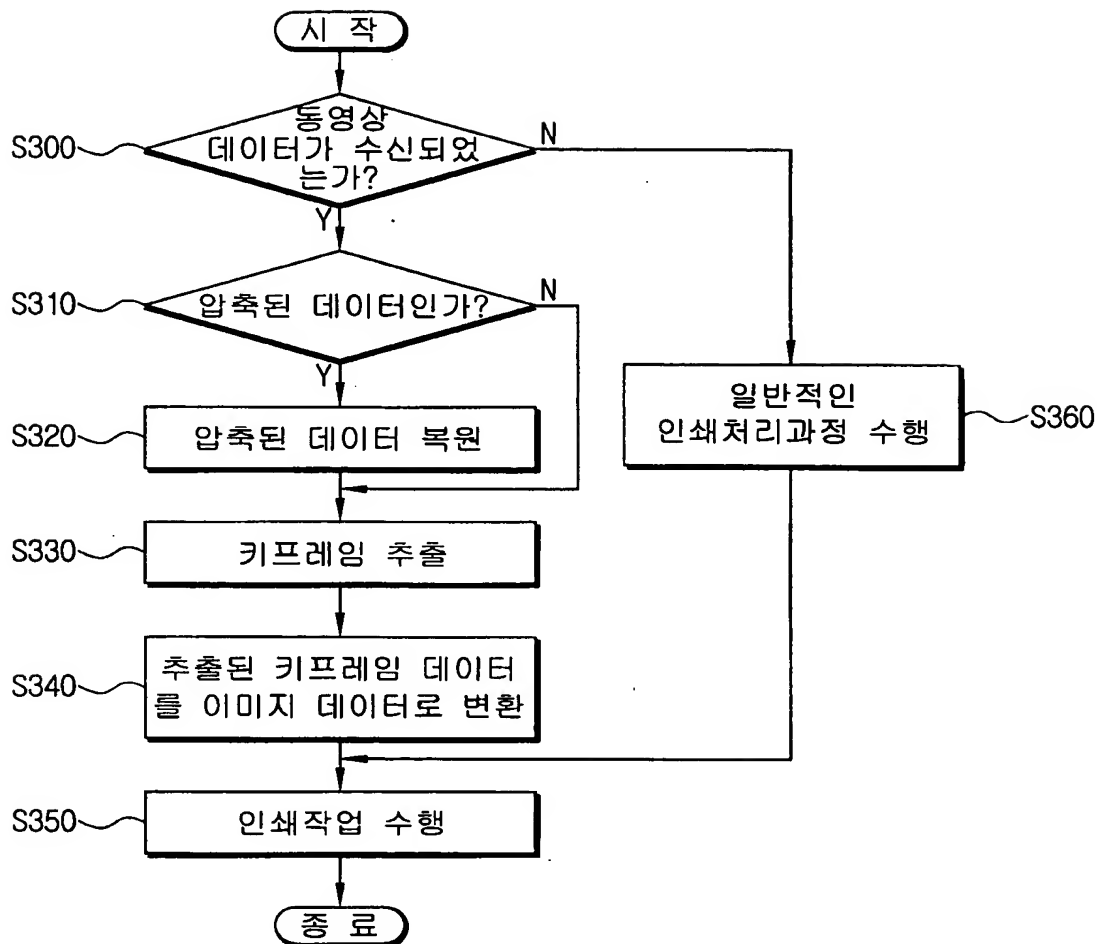 시 작
동영상
데이터가 수신되었
는가?
S300
N
Y
압축된 데이터인가?
S310
N
Y
일반적인
인쇄처리과정 수행
S360
압축된 데이터 복원
S320
키프레임 추출
S330
추출된 키프레임 데이터
를 이미지 데이터로 변환
S340
인쇄작업 수행
S350
종 료